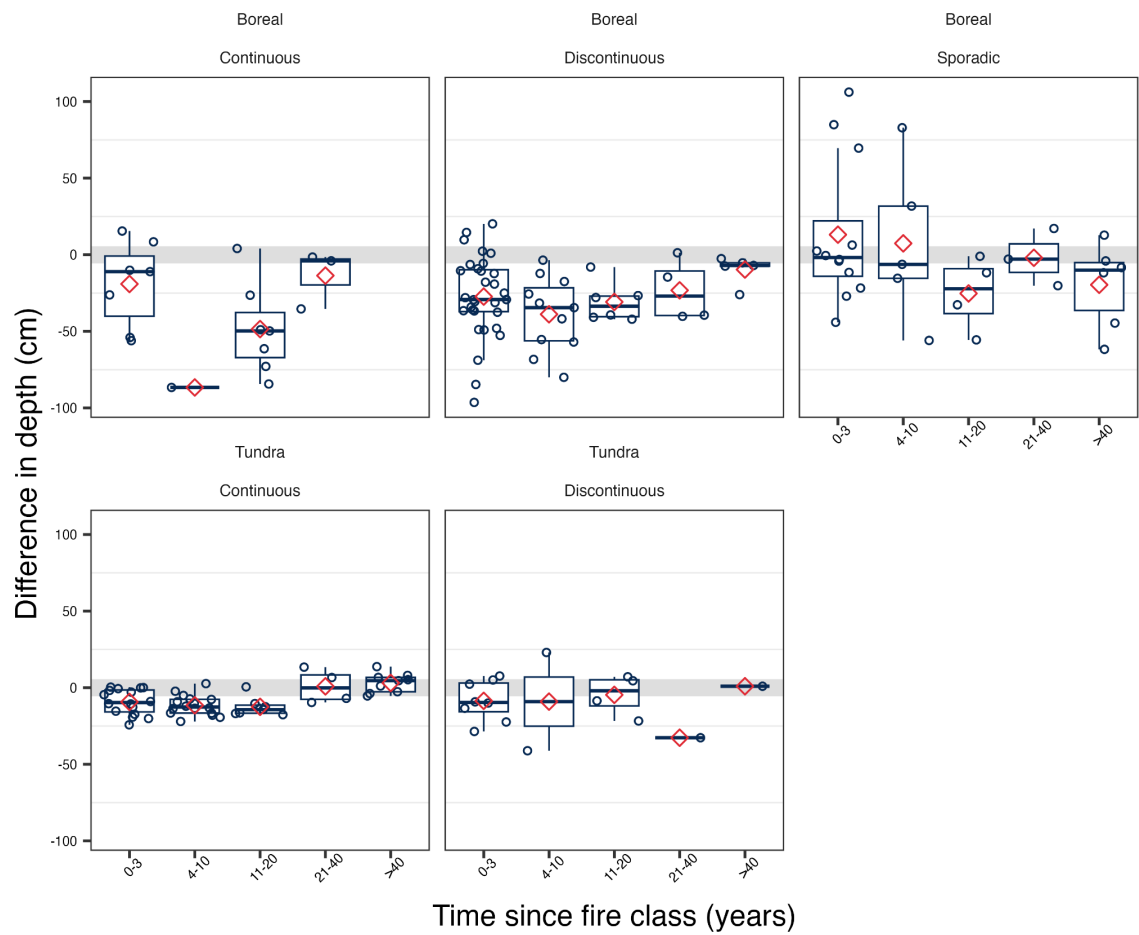 Boreal
Boreal
Boreal
Continuous
Discontinuous
Sporadic
100
50
0
-50
-100
0-3
4-10
11-20
21-40
>40
Tundra
Tundra
Continuous
Discontinuous
100
50
0
-50
-100
0-3
4-10
11-20
21-40
>40
0-3
4-10
11-20
21-40
>40
Difference in depth (cm)
Time since fire class (years)